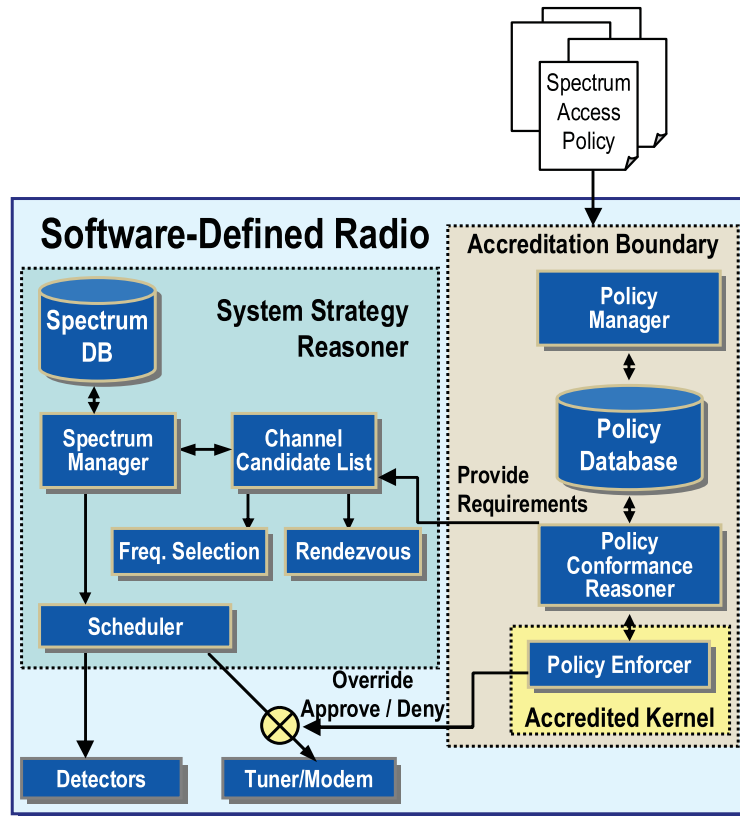 Spectrum
Access
Policy
Software-Defined Radio
Accreditation Boundary
Spectrum
DB
System Strategy
Reasoner
Policy
Manager
Spectrum
Manager
Channel
Candidate List
Policy
Database
Provide
Requirements
Freq. Selection
Rendezvous
Policy
Conformance
Reasoner
Scheduler
Policy Enforcer
Override
Approve / Deny
Accredited Kernel
Detectors
Tuner/Modem